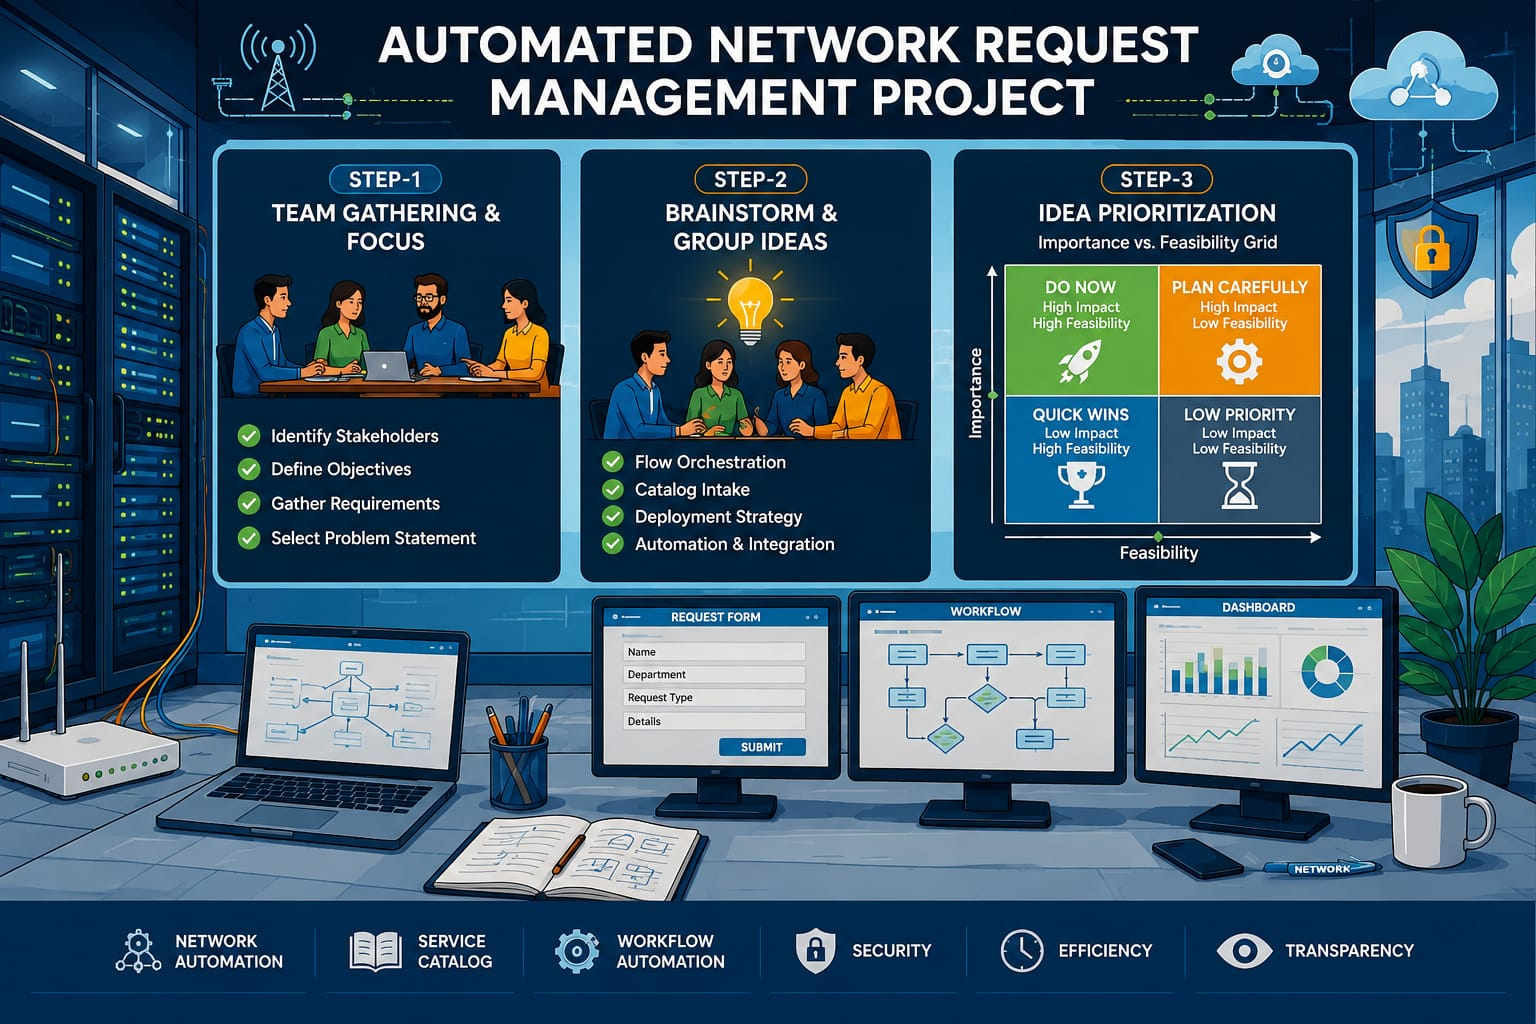 AUTOMATED NETWORK REQUEST
MANAGEMENT PROJECT
STEP-1
TEAM GATHERING &
FOCUS
Identify Stakeholders
Define Objectives
Gather Requirements
Select Problem Statement
STEP-2
BRAINSTORM &
GROUP IDEAS
Flow Orchestration
Catalog Intake
Deployment Strategy
Automation & Integration
STEP-3
IDEA PRIORITIZATION
Importance vs. Feasibility Grid
Importance
DO NOW
High Impact
High Feasibility
PLAN CAREFULLY
High Impact
Low Feasibility
QUICK WINS
Low Impact
High Feasibility
LOW PRIORITY
Low Impact
Low Feasibility
Feasibility
REQUEST FORM
Name
Department
Request Type
Details
SUBMIT
WORKFLOW
DASHBOARD
NETWORK
NETWORK
AUTOMATION
SERVICE
CATALOG
WORKFLOW
AUTOMATION
SECURITY
EFFICIENCY
TRANSPARENCY